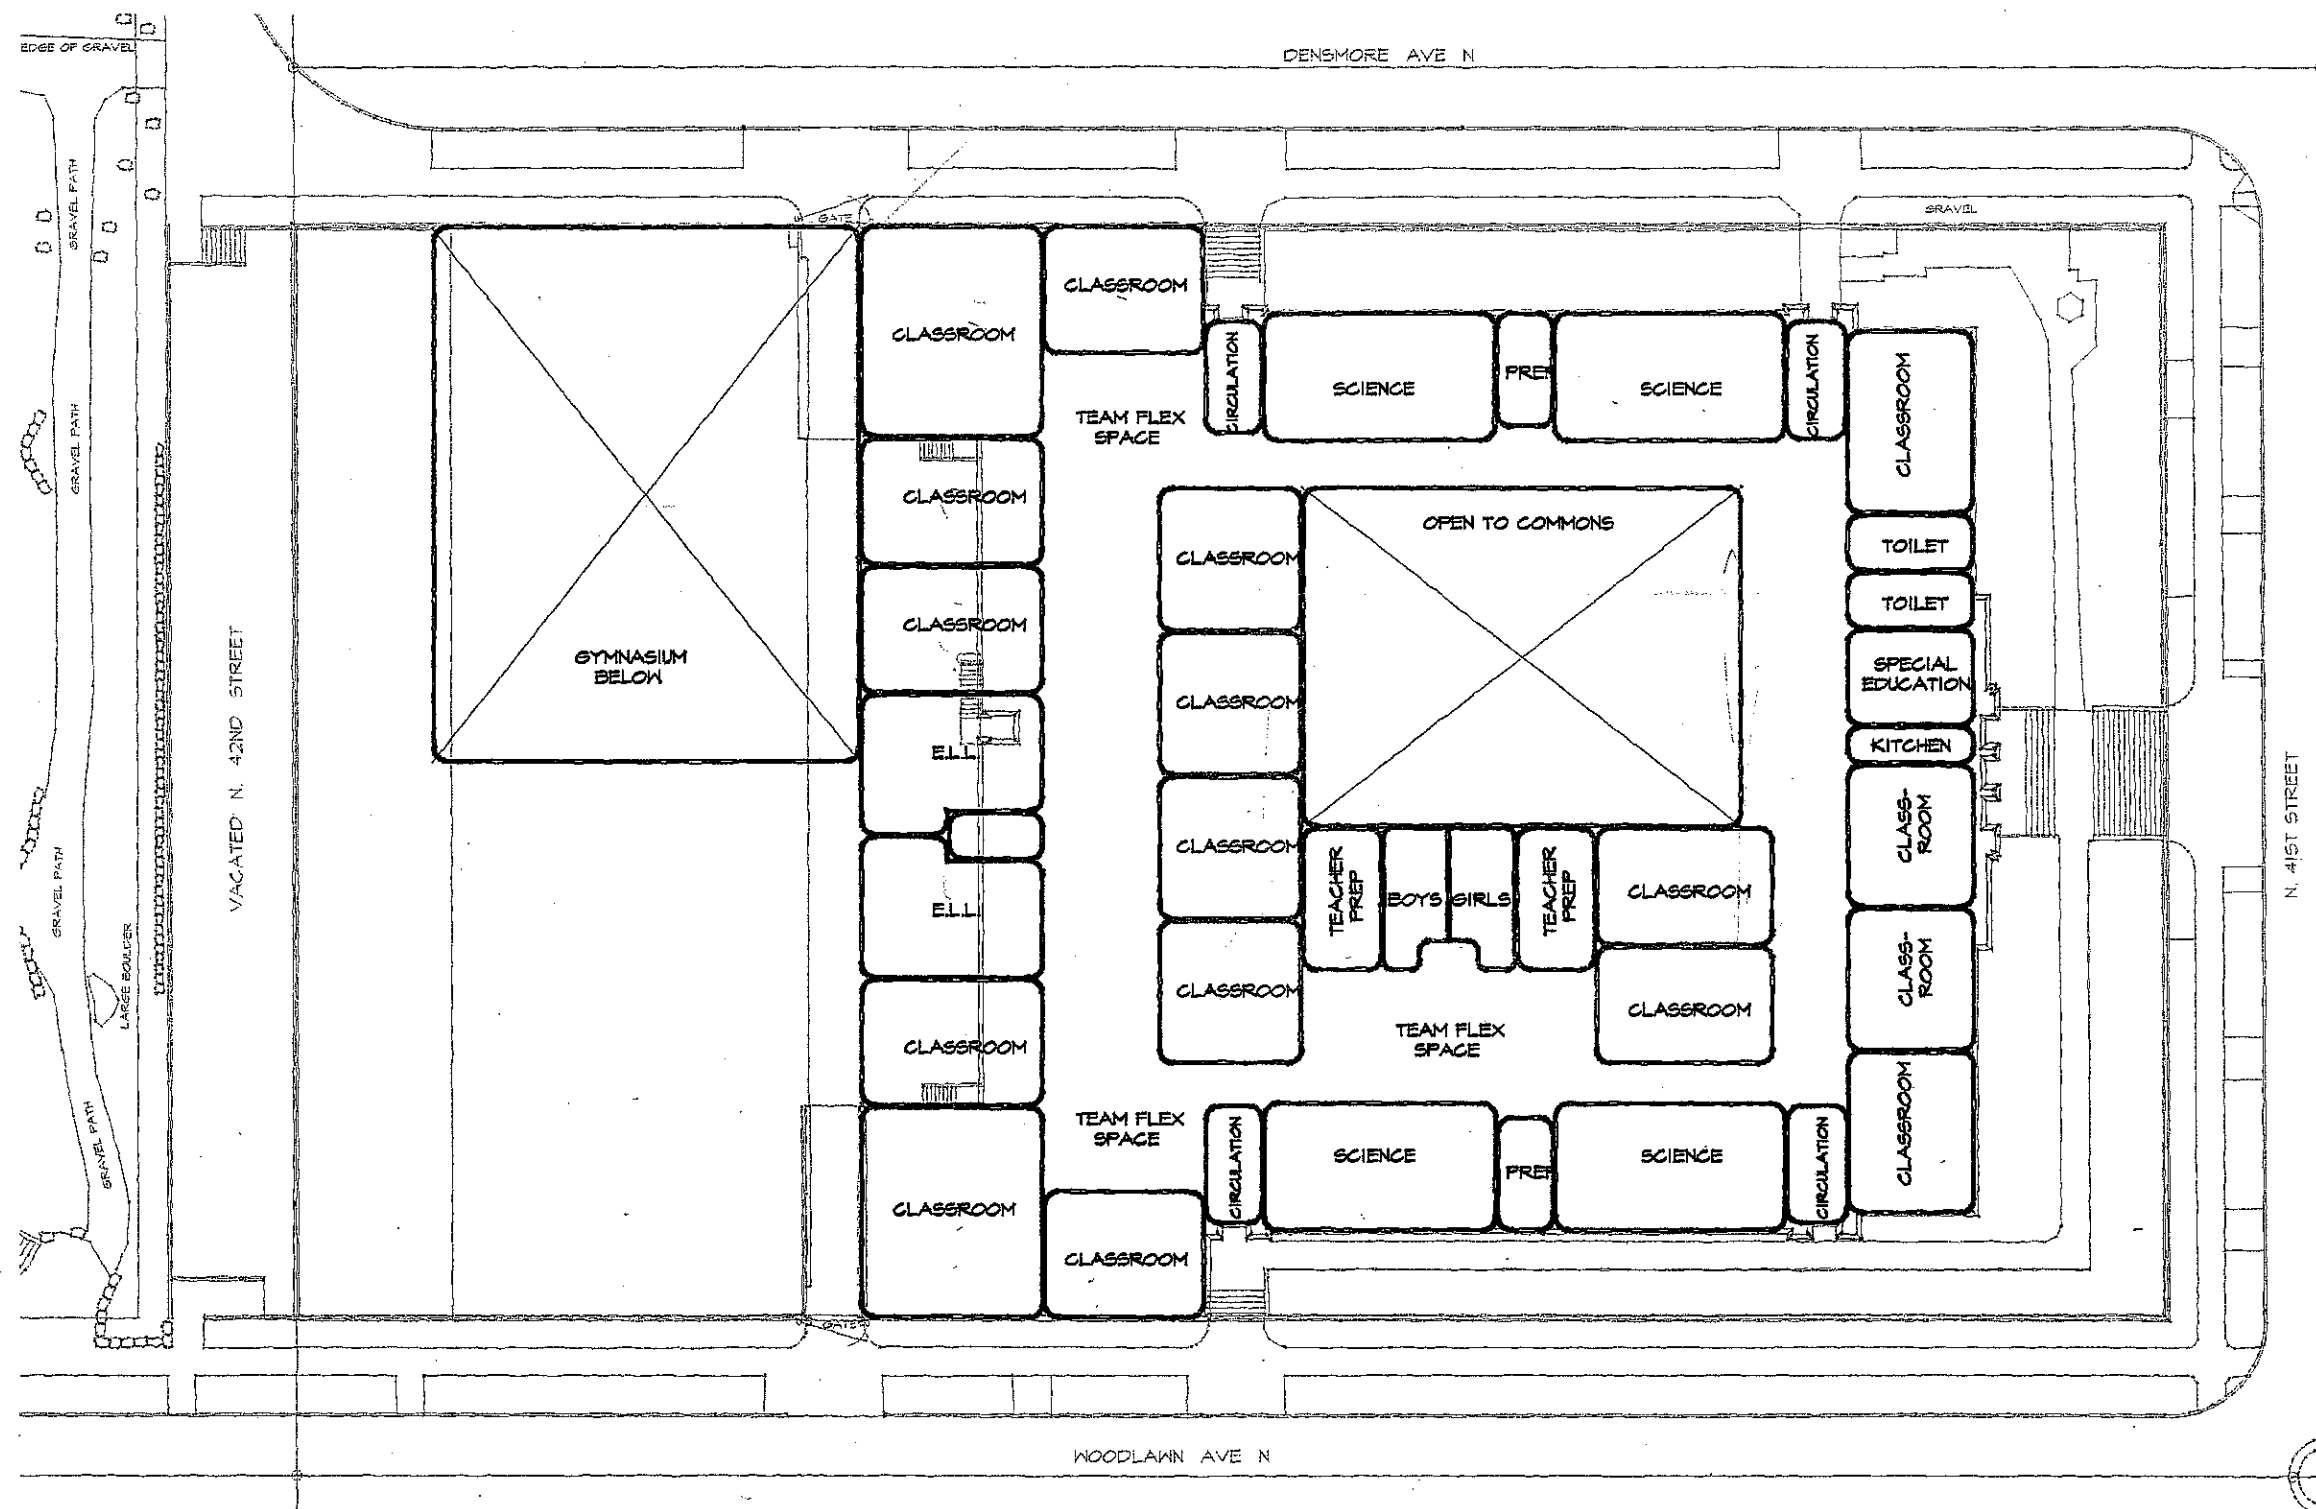 DENSMORE AVE N
EDGE OF GRAVEL
GRAVEL PATH
GATE
GRAVEL
CLASSROOM
CLASSROOM
CIRCULATION
SCIENCE
PREP
SCIENCE
CIRCULATION
CLASSROOM
TEAM FLEX
SPACE
GRAVEL PATH
CLASSROOM
OPEN TO COMMONS
CLASSROOM
TOILET
CLASSROOM
TOILET
GYMNASIUM
BELOW
SPECIAL
EDUCATION
CLASSROOM
VACATED N. 42ND STREET
E.L.L.
KITCHEN
N. 41ST STREET
CLASSROOM
CLASS-
ROOM
GRAVEL PATH
E.L.L.
TEACHER
PREP
BOYS
GIRLS
TEACHER
PREP
CLASSROOM
LARGE BOULDER
CLASSROOM
CLASSROOM
CLASS-
ROOM
CLASSROOM
TEAM FLEX
SPACE
GRAVEL PATH
TEAM FLEX
SPACE
CIRCULATION
SCIENCE
PREP
SCIENCE
CIRCULATION
CLASSROOM
CLASSROOM
CLASSROOM
GATE
WOODLAWN AVE N